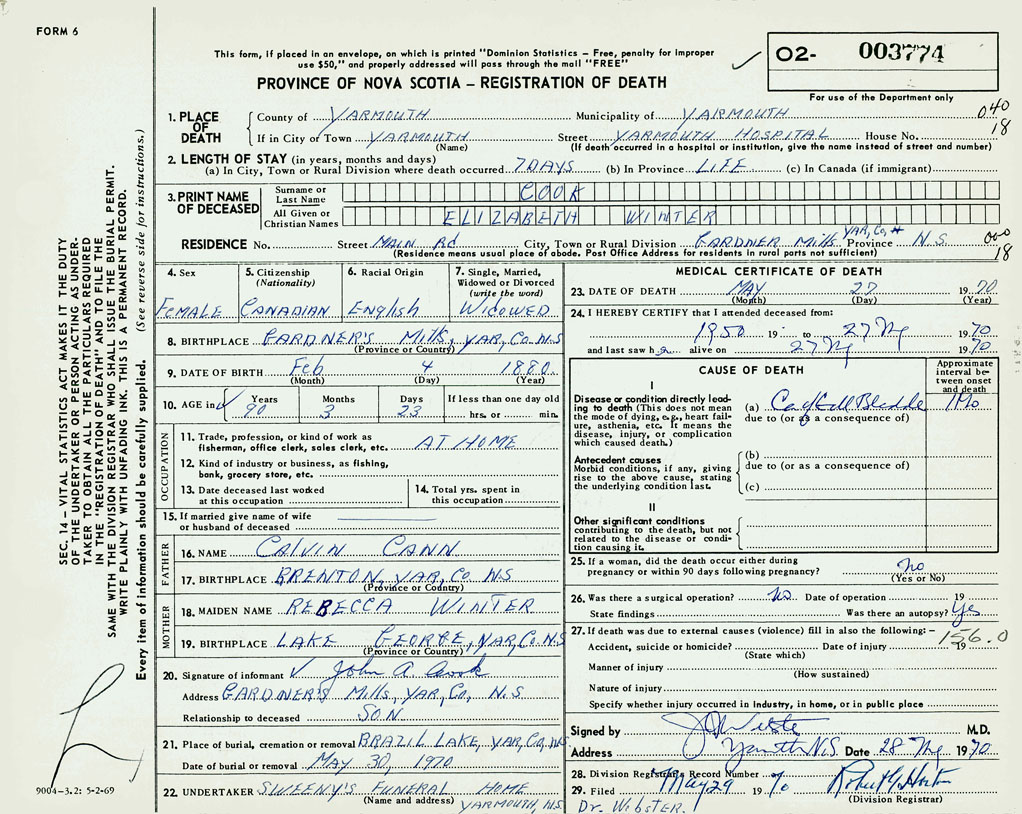 FORM 6
This form, if placed in an envelope, on which is printed "Dominion Statistics – Free, penalty for improper
use $50," and properly addressed will pass through the mail "FREE"
02- 003774
PROVINCE OF NOVA SCOTIA – REGISTRATION OF DEATH
For use of the Department only
040
18
1. PLACE OF DEATH
County of YARMOUTH Municipality of YARMOUTH
If in City or Town YARMOUTH Street YARMOUTH HOSPITAL House No.
(Name) (If death occurred in a hospital or institution, give the name instead of street and number)
2. LENGTH OF STAY (in years, months and days)
(a) In City, Town or Rural Division where death occurred 7 DAYS (b) In Province LIFE (c) In Canada (if immigrant)
3. PRINT NAME OF DECEASED
Surname or Last Name COOK
All Given or Christian Names ELIZABETH WINTER
RESIDENCE No. Street MAIN Rd City, Town or Rural Division GARDNER Mills YAR, Co, Province N.S.
(Residence means usual place of abode. Post Office Address for residents in rural parts not sufficient)
18
4. Sex
Female
5. Citizenship
(Nationality)
CANADIAN
6. Racial Origin
English
7. Single, Married,
Widowed or Divorced
(write the word)
Widowed
8. BIRTHPLACE GARDNER'S Mills, YAR, Co. N.S
(Province or Country)
9. DATE OF BIRTH Feb 4 1880
(Month) (Day) (Year)
10. AGE in Years Months Days If less than one day old
90 3 23 hrs. or min.
OCCUPATION
11. Trade, profession, or kind of work as
fisherman, office clerk, sales clerk, etc. AT HOME
12. Kind of industry or business, as fishing,
bank, grocery store, etc.
13. Date deceased last worked
at this occupation
14. Total yrs. spent in
this occupation
15. If married give name of wife
or husband of deceased
FATHER
16. NAME CALVIN CANN
17. BIRTHPLACE BRENTON, YAR, Co. N.S
(Province or Country)
MOTHER
18. MAIDEN NAME REBECCA WINTER
19. BIRTHPLACE LAKE GEORGE, YAR, Co. N.S
(Province or Country)
20. Signature of informant John A. Cook
Address GARDNER'S Mills, YAR, Co, N.S
Relationship to deceased SON
21. Place of burial, cremation or removal BRAZIL LAKE, YAR, Co, N.S
Date of burial or removal MAY 30, 1970
22. UNDERTAKER SWEENY'S FUNERAL HOME
(Name and address) YARMOUTH, N.S.
MEDICAL CERTIFICATE OF DEATH
23. DATE OF DEATH MAY 27 1970
(Month) (Day) (Year)
24. I HEREBY CERTIFY that I attended deceased from:
1950 19 to 27 My 1970
and last saw her alive on 27 My 1970
CAUSE OF DEATH
Approximate
interval be-
tween onset
and death
I
Disease or condition directly lead-
ing to death (This does not mean
the mode of dying, e.g., heart fail-
ure, asthenia, etc. It means the
disease, injury, or complication
which caused death.)
(a) Ca of Gall Bladder 1 Mo
due to (or as a consequence of)
Antecedent causes
Morbid conditions, if any, giving
rise to the above cause, stating
the underlying condition last.
(b)
due to (or as a consequence of)
(c)
II
Other significant conditions
contributing to the death, but not
related to the disease or condi-
tion causing it.
25. If a woman, did the death occur either during
pregnancy or within 90 days following pregnancy? No
(Yes or No)
26. Was there a surgical operation? No Date of operation 19
State findings Was there an autopsy? Yes
27. If death was due to external causes (violence) fill in also the following: –
156.0
Accident, suicide or homicide? Date of injury 19
(State which)
Manner of injury
(How sustained)
Nature of injury
Specify whether injury occurred in industry, in home, or in public place
Signed by M.D.
Address Yarmouth N.S Date 28 My 1970
28. Division Registrar's Record Number
29. Filed May 29 1970
(Division Registrar)
Dr. Webster.
SEC. 14 – VITAL STATISTICS ACT MAKES IT THE DUTY
OF THE UNDERTAKER OR PERSON ACTING AS UNDER-
TAKER TO OBTAIN ALL THE PARTICULARS REQUIRED
IN THE "REGISTRATION OF DEATH" AND TO FILE THE
SAME WITH THE DIVISION REGISTRAR WHO SHALL ISSUE THE BURIAL PERMIT.
WRITE PLAINLY WITH UNFADING INK. THIS IS A PERMANENT RECORD.
Every item of information should be carefully supplied. (See reverse side for instructions.)
9004-3.2: 5-2-69